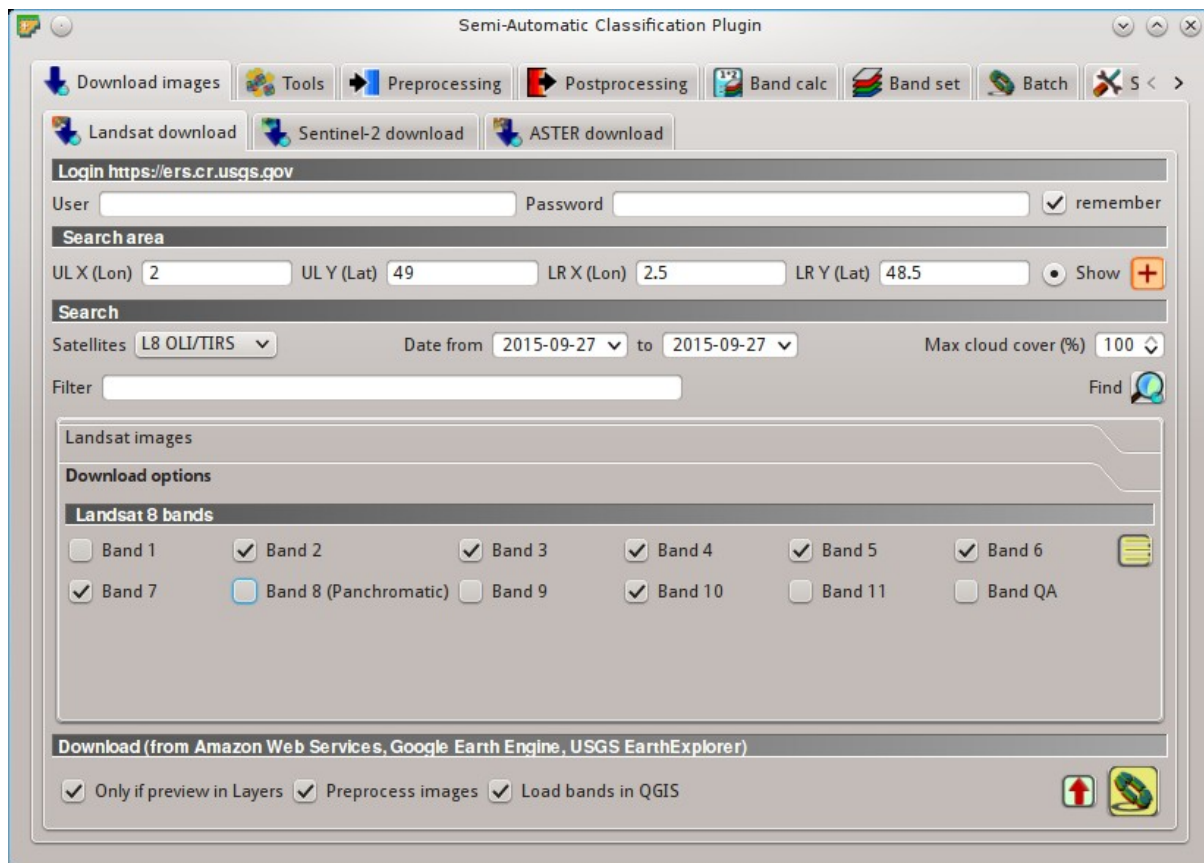 Semi-Automatic Classification Plugin
Download images Tools Preprocessing Postprocessing Band calc Band set Batch S
Landsat download Sentinel-2 download ASTER download
Login https://ers.cr.usgs.gov
User Password remember
Search area
UL X (Lon) 2 UL Y (Lat) 49 LR X (Lon) 2.5 LR Y (Lat) 48.5 Show
Search
Satellites L8 OLI/TIRS Date from 2015-09-27 to 2015-09-27 Max cloud cover (%) 100
Filter Find
Landsat images
Download options
Landsat 8 bands
Band 1 Band 2 Band 3 Band 4 Band 5 Band 6
Band 7 Band 8 (Panchromatic) Band 9 Band 10 Band 11 Band QA
Download (from Amazon Web Services, Google Earth Engine, USGS EarthExplorer)
Only if preview in Layers Preprocess images Load bands in QGIS